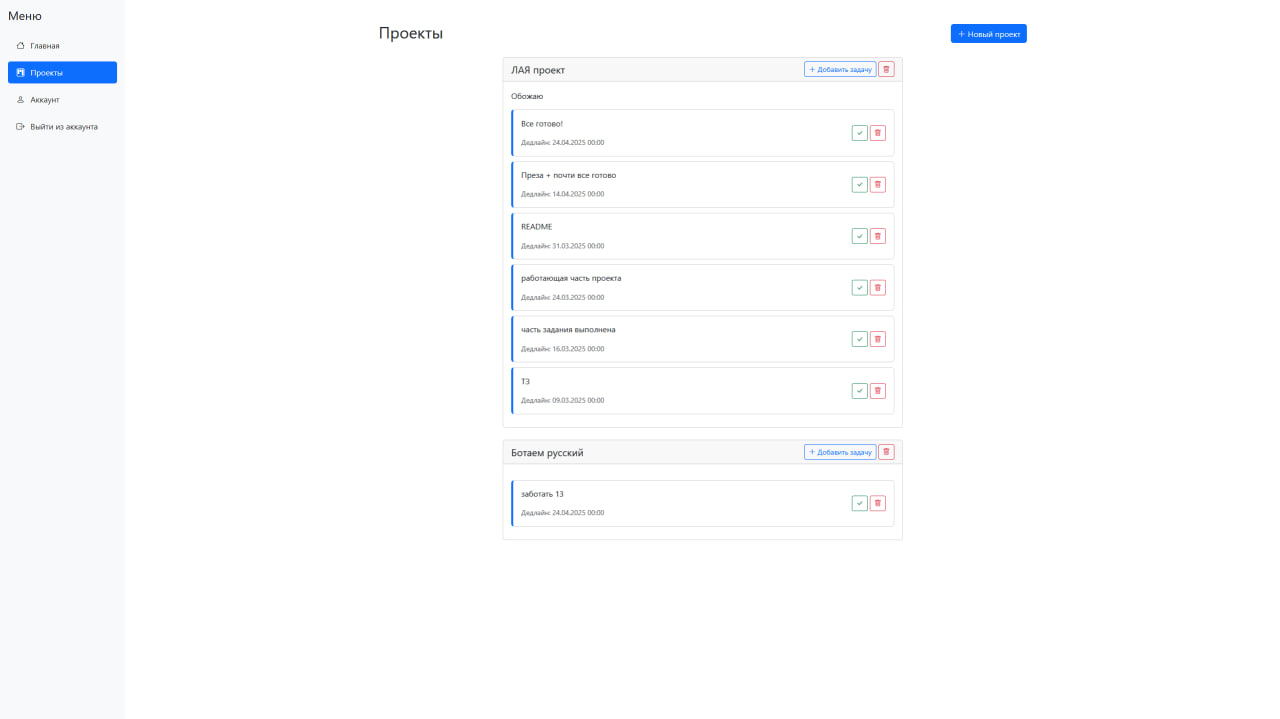 Меню
Главная
Проекты
Аккаунт
Выйти из аккаунта
Проекты
+ Новый проект
ЛАЯ проект
+ Добавить задачу
Обожаю
Все готово!
Дедлайн: 24.04.2025 00:00
Преза + почти все готово
Дедлайн: 14.04.2025 00:00
README
Дедлайн: 31.03.2025 00:00
работающая часть проекта
Дедлайн: 24.03.2025 00:00
часть задания выполнена
Дедлайн: 16.03.2025 00:00
ТЗ
Дедлайн: 09.03.2025 00:00
Ботаем русский
+ Добавить задачу
заботать 13
Дедлайн: 24.04.2025 00:00